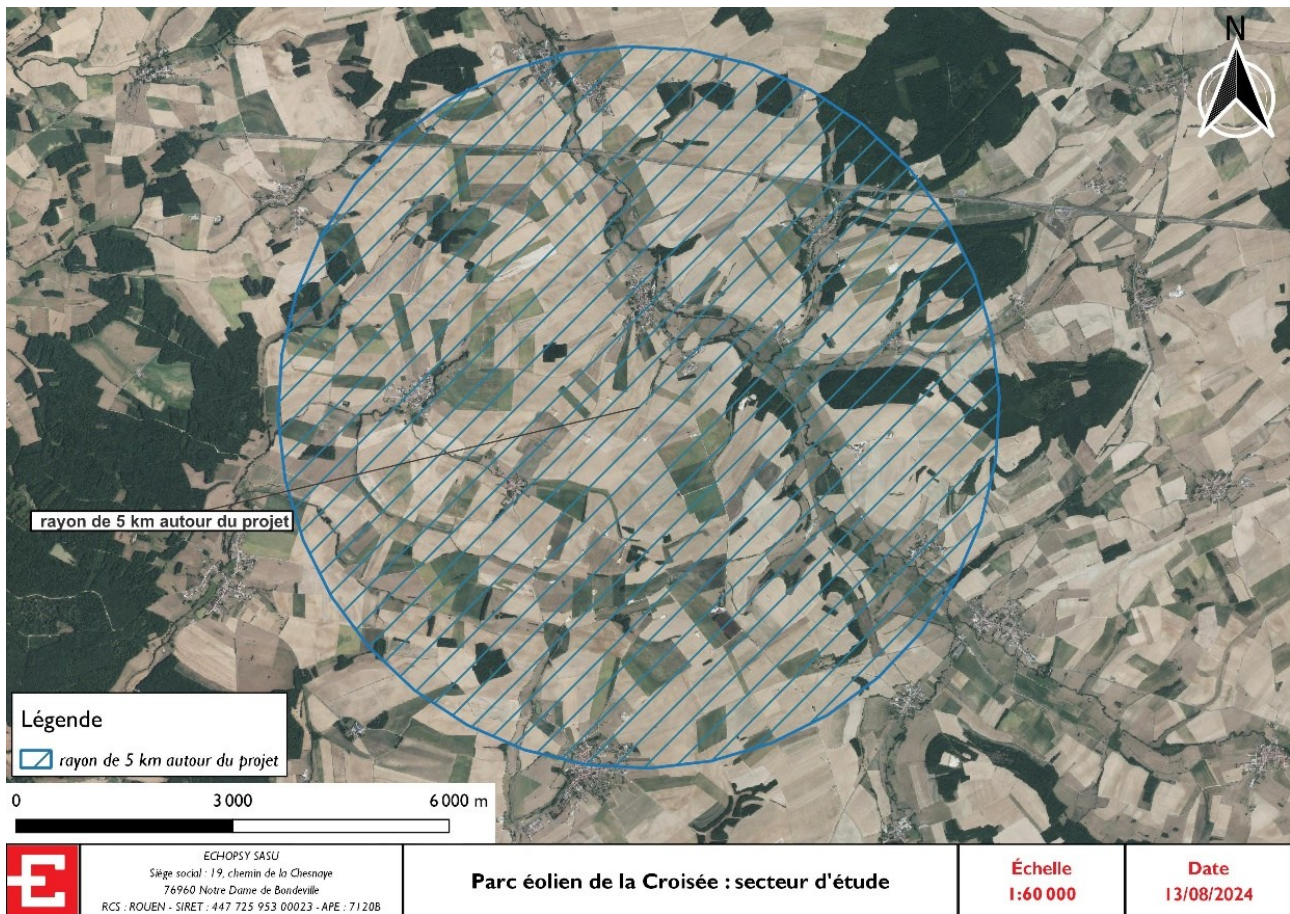 N
rayon de 5 km autour du projet
Légende
rayon de 5 km autour du projet
0 3 000 6 000 m
E
ECHOPSY SASU
Siège social : 19, chemin de la Chesnaye
76960 Notre Dame de Bondeville
RCS : ROUEN - SIRET : 447 725 953 00023 - APE : 7120B
Parc éolien de la Croisée : secteur d'étude
Échelle
1:60 000
Date
13/08/2024